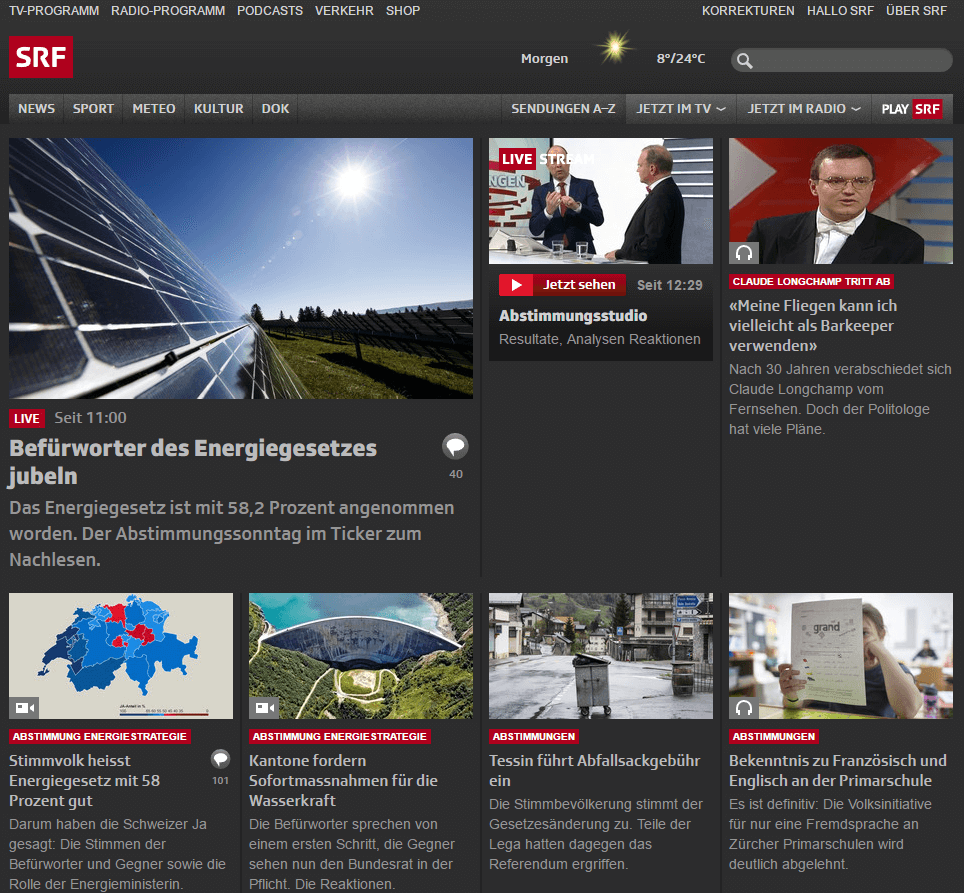 TV-PROGRAMM RADIO-PROGRAMM PODCASTS VERKEHR SHOP KORREKTUREN HALLO SRF ÜBER SRF
SRF
Morgen 8°/24°C
NEWS SPORT METEO KULTUR DOK SENDUNGEN A–Z JETZT IM TV JETZT IM RADIO PLAY SRF
LIVE Seit 11:00
Befürworter des Energiegesetzes
jubeln
40
Das Energiegesetz ist mit 58,2 Prozent angenommen
worden. Der Abstimmungssonntag im Ticker zum
Nachlesen.
LIVE STREAM
NGEN
Jetzt sehen Seit 12:29
Abstimmungsstudio
Resultate, Analysen Reaktionen
CLAUDE LONGCHAMP TRITT AB
«Meine Fliegen kann ich
vielleicht als Barkeeper
verwenden»
Nach 30 Jahren verabschiedet sich
Claude Longchamp vom
Fernsehen. Doch der Politologe
hat viele Pläne.
ABSTIMMUNG ENERGIESTRATEGIE
Stimmvolk heisst
Energiegesetz mit 58
Prozent gut
101
Darum haben die Schweizer Ja
gesagt: Die Stimmen der
Befürworter und Gegner sowie die
Rolle der Energieministerin.
ABSTIMMUNG ENERGIESTRATEGIE
Kantone fordern
Sofortmassnahmen für die
Wasserkraft
Die Befürworter sprechen von
einem ersten Schritt, die Gegner
sehen nun den Bundesrat in der
Pflicht. Die Reaktionen.
ABSTIMMUNGEN
Tessin führt Abfallsackgebühr
ein
Die Stimmbevölkerung stimmt der
Gesetzesänderung zu. Teile der
Lega hatten dagegen das
Referendum ergriffen.
grand
ABSTIMMUNGEN
Bekenntnis zu Französisch und
Englisch an der Primarschule
Es ist definitiv: Die Volksinitiative
für nur eine Fremdsprache an
Zürcher Primarschulen wird
deutlich abgelehnt.